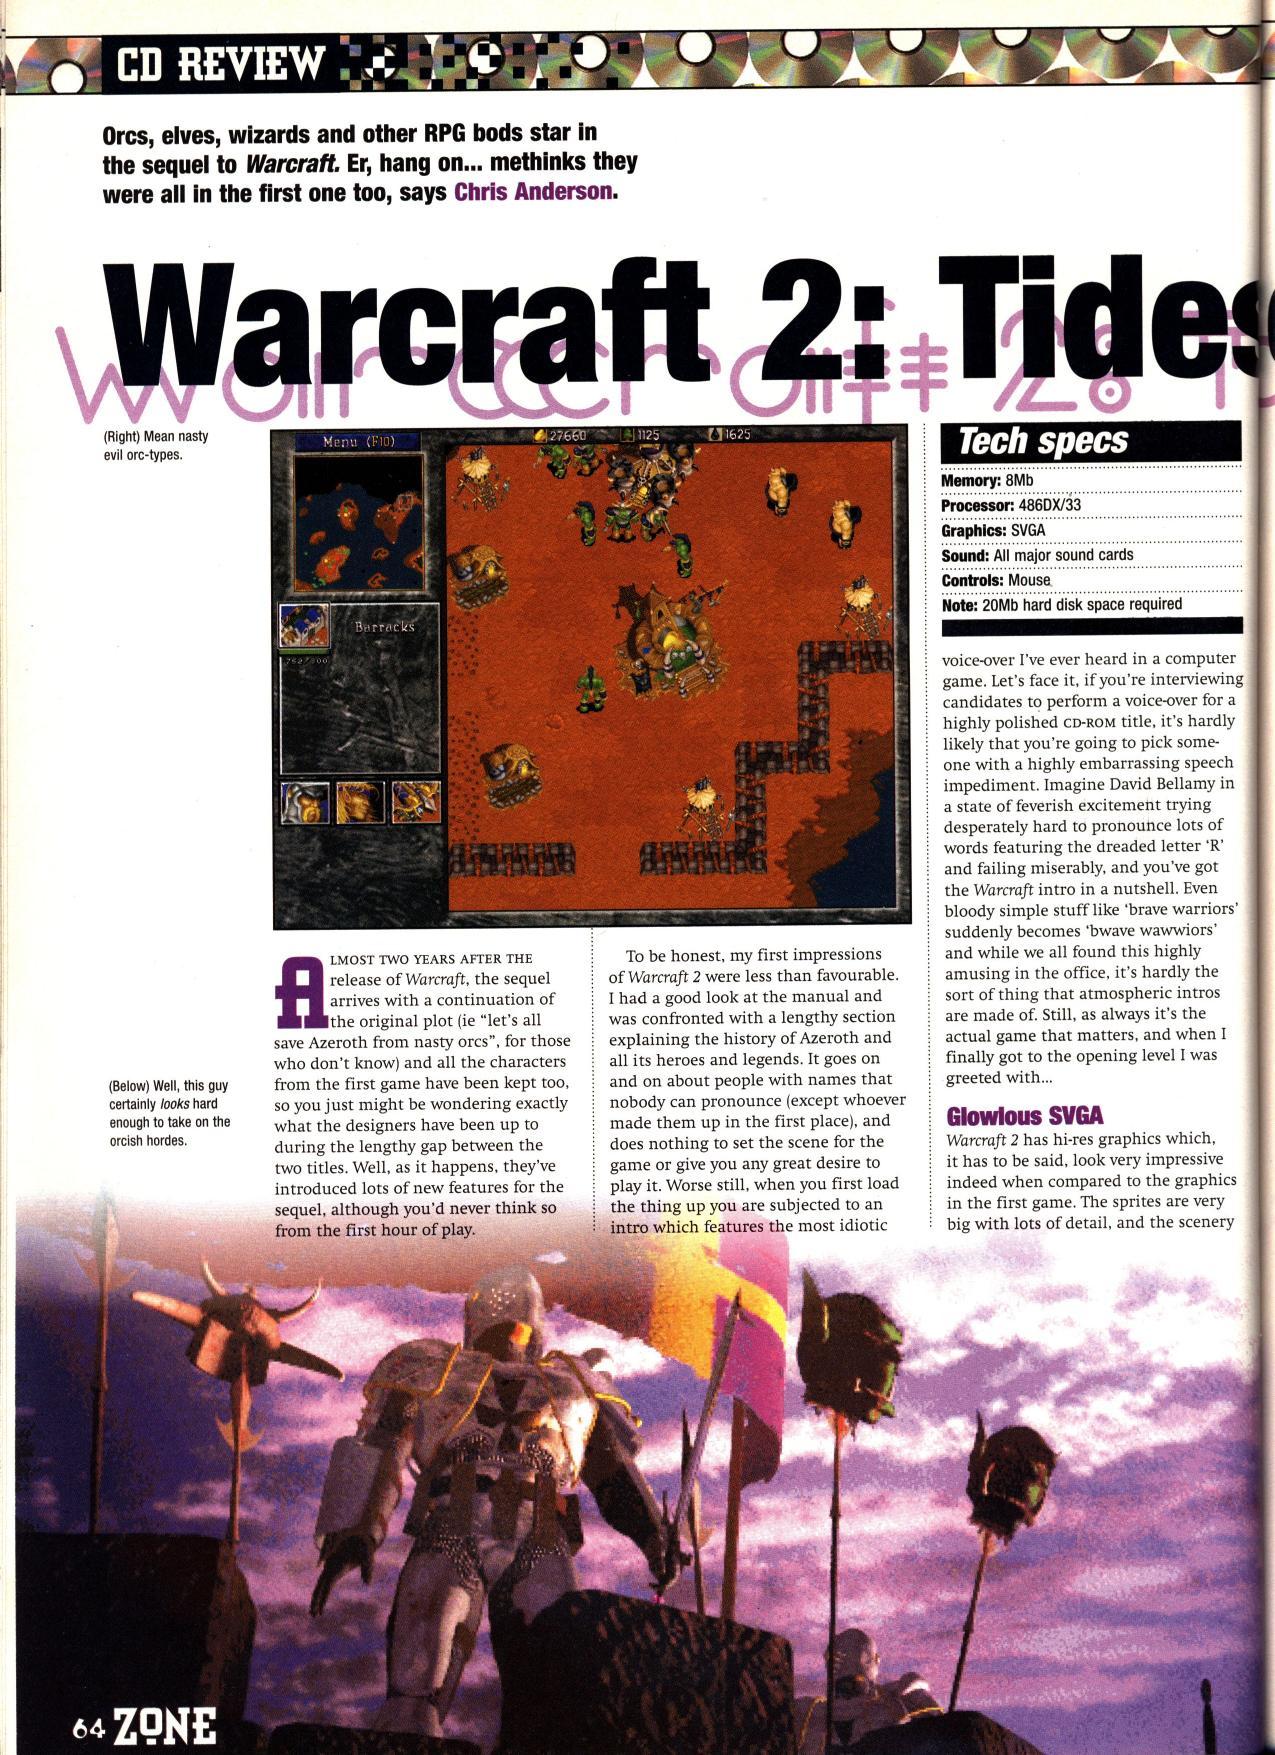 CD REVIEW
Orcs, elves, wizards and other RPG bods star in
the sequel to Warcraft. Er, hang on... methinks they
were all in the first one too, says Chris Anderson.
Warcraft 2: Tides
(Right) Mean nasty
evil orc-types.
Menu (F10)
27660 1125 1625
Barracks
Tech specs
Memory: 8Mb
Processor: 486DX/33
Graphics: SVGA
Sound: All major sound cards
Controls: Mouse
Note: 20Mb hard disk space required
ALMOST TWO YEARS AFTER THE
release of Warcraft, the sequel
arrives with a continuation of
the original plot (ie “let’s all
save Azeroth from nasty orcs”, for those
who don’t know) and all the characters
from the first game have been kept too,
so you just might be wondering exactly
what the designers have been up to
during the lengthy gap between the
two titles. Well, as it happens, they’ve
introduced lots of new features for the
sequel, although you’d never think so
from the first hour of play.
To be honest, my first impressions
of Warcraft 2 were less than favourable.
I had a good look at the manual and
was confronted with a lengthy section
explaining the history of Azeroth and
all its heroes and legends. It goes on
and on about people with names that
nobody can pronounce (except whoever
made them up in the first place), and
does nothing to set the scene for the
game or give you any great desire to
play it. Worse still, when you first load
the thing up you are subjected to an
intro which features the most idiotic
voice-over I’ve ever heard in a computer
game. Let’s face it, if you’re interviewing
candidates to perform a voice-over for a
highly polished CD-ROM title, it’s hardly
likely that you’re going to pick some-
one with a highly embarrassing speech
impediment. Imagine David Bellamy in
a state of feverish excitement trying
desperately hard to pronounce lots of
words featuring the dreaded letter ‘R’
and failing miserably, and you’ve got
the Warcraft intro in a nutshell. Even
bloody simple stuff like ‘brave warriors’
suddenly becomes ‘bwave wawwiors’
and while we all found this highly
amusing in the office, it’s hardly the
sort of thing that atmospheric intros
are made of. Still, as always it’s the
actual game that matters, and when I
finally got to the opening level I was
greeted with...
Glowlous SVGA
Warcraft 2 has hi-res graphics which,
it has to be said, look very impressive
indeed when compared to the graphics
in the first game. The sprites are very
big with lots of detail, and the scenery
(Below) Well, this guy
certainly looks hard
enough to take on the
orcish hordes.
64 ZONE